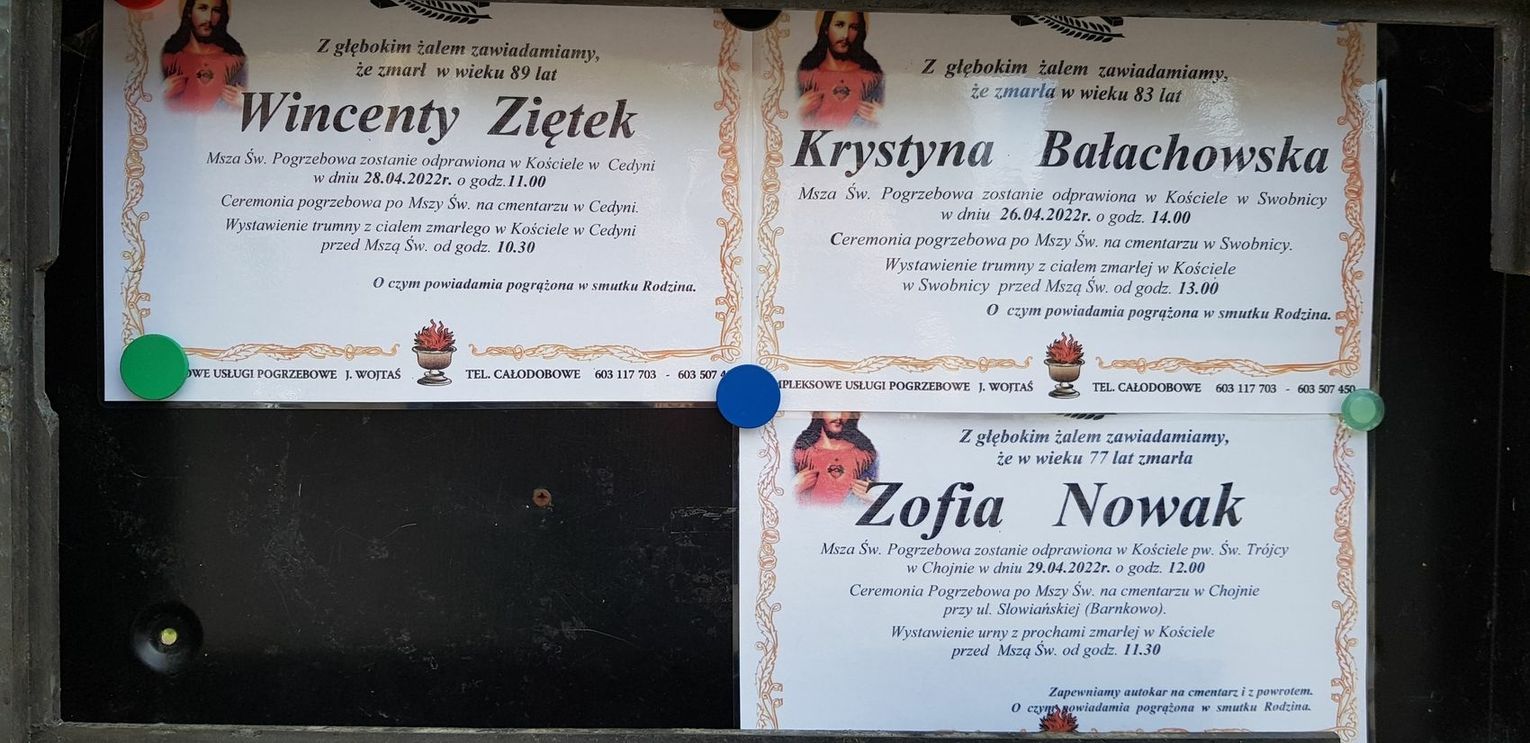 Z głębokim żalem zawiadamiamy,
że zmarł w wieku 89 lat
Wincenty Ziętek
Msza Św. Pogrzebowa zostanie odprawiona w Kościele w Cedyni
w dniu 28.04.2022r. o godz.11.00
Ceremonia pogrzebowa po Mszy Św. na cmentarzu w Cedyni.
Wystawienie trumny z ciałem zmarłego w Kościele w Cedyni
przed Mszą Św. od godz. 10.30
O czym powiadamia pogrążona w smutku Rodzina.
OWE USŁUGI POGRZEBOWE J. WOJTAŚ TEL. CAŁODOBOWE 603 117 703 - 603 507 4
Z głębokim żalem zawiadamiamy,
że zmarła w wieku 83 lat
Krystyna Bałachowska
Msza Św. Pogrzebowa zostanie odprawiona w Kościele w Swobnicy
w dniu 26.04.2022r. o godz. 14.00
Ceremonia pogrzebowa po Mszy Św. na cmentarzu w Swobnicy.
Wystawienie trumny z ciałem zmarłej w Kościele
w Swobnicy przed Mszą Św. od godz. 13.00
O czym powiadamia pogrążona w smutku Rodzina.
MPLEKSOWE USŁUGI POGRZEBOWE J. WOJTAŚ TEL. CAŁODOBOWE 603 117 703 - 603 507 450
Z głębokim żalem zawiadamiamy,
że w wieku 77 lat zmarła
Zofia Nowak
Msza Św. Pogrzebowa zostanie odprawiona w Kościele pw. Św. Trójcy
w Chojnie w dniu 29.04.2022r. o godz. 12.00
Ceremonia Pogrzebowa po Mszy Św. na cmentarzu w Chojnie
przy ul. Słowiańskiej (Barnkowo).
Wystawienie urny z prochami zmarłej w Kościele
przed Mszą Św. od godz. 11.30
Zapewniamy autokar na cmentarz i z powrotem.
O czym powiadamia pogrążona w smutku Rodzina.